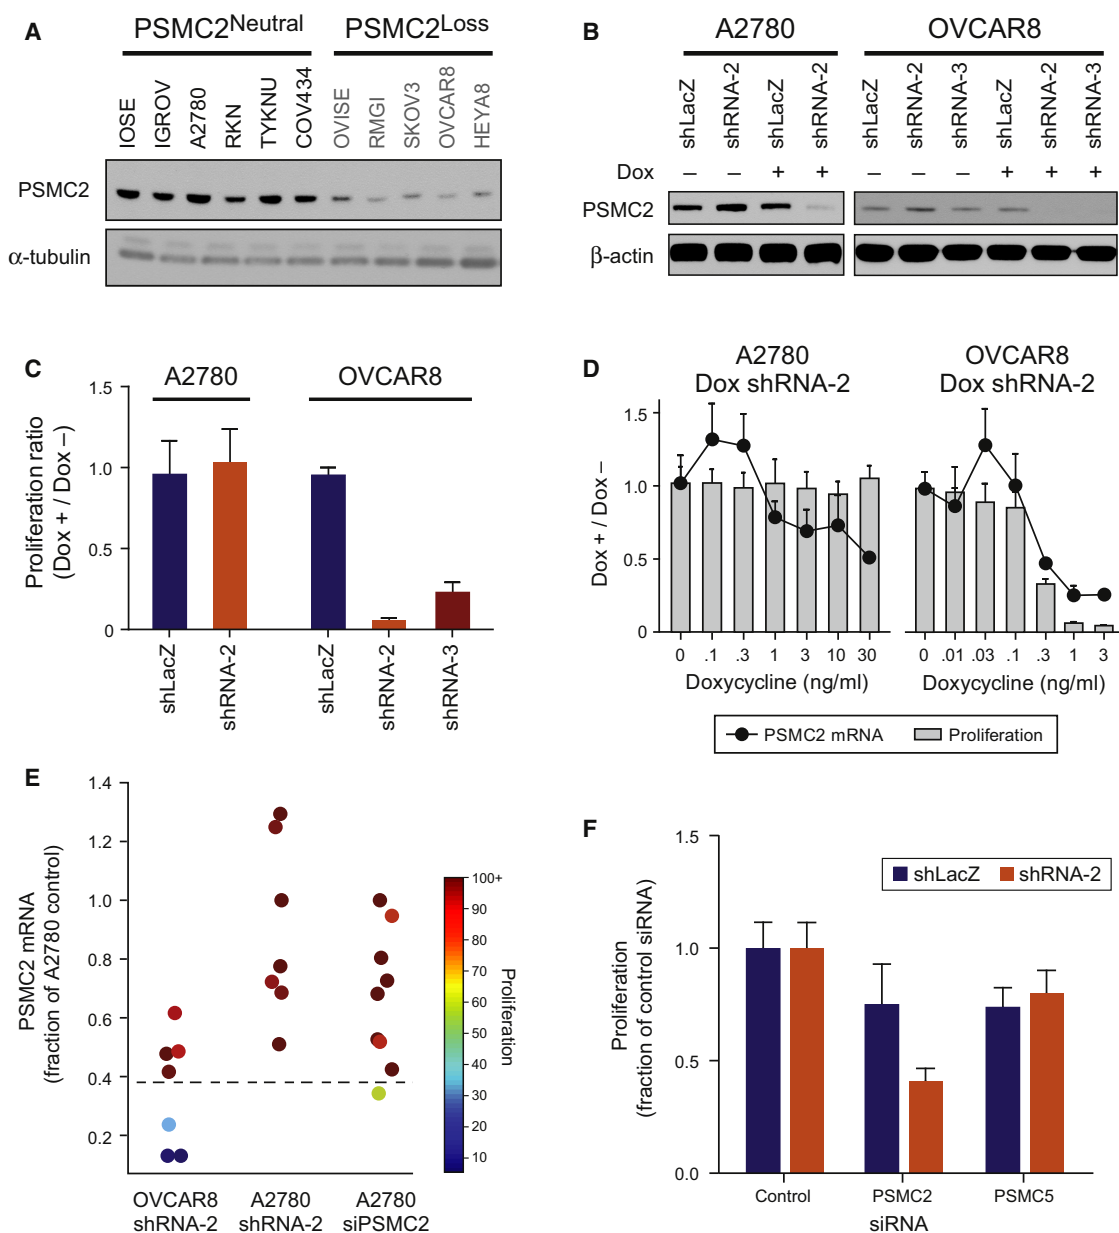 A
PSMC2Neutral
PSMC2Loss
IOSE
IGROV
A2780
RKN
TYKNU
COV434
OVISE
RMGI
SKOV3
OVCAR8
HEYA8
PSMC2
α-tubulin
B
A2780
OVCAR8
shLacZ
shRNA-2
shLacZ
shRNA-2
shLacZ
shRNA-2
shRNA-3
shLacZ
shRNA-2
shRNA-3
Dox – – + + – – – + + +
PSMC2
β-actin
C
A2780
OVCAR8
Proliferation ratio
(Dox + / Dox –)
1.5
1.0
0.5
0
shLacZ
shRNA-2
shLacZ
shRNA-2
shRNA-3
D
A2780
Dox shRNA-2
OVCAR8
Dox shRNA-2
Dox + / Dox –
1.5
1.0
0.5
0
0 .1 .3 1 3 10 30
Doxycycline (ng/ml)
0 .01 .03 .1 .3 1 3
Doxycycline (ng/ml)
PSMC2 mRNA
Proliferation
E
PSMC2 mRNA
(fraction of A2780 control)
1.4
1.2
1.0
0.8
0.6
0.4
0.2
OVCAR8
shRNA-2
A2780
shRNA-2
A2780
siPSMC2
100+
90
80
70
60
50
40
30
20
10
Proliferation
F
Proliferation
(fraction of control siRNA)
1.5
1.0
0.5
0.0
shLacZ
shRNA-2
Control
PSMC2
PSMC5
siRNA